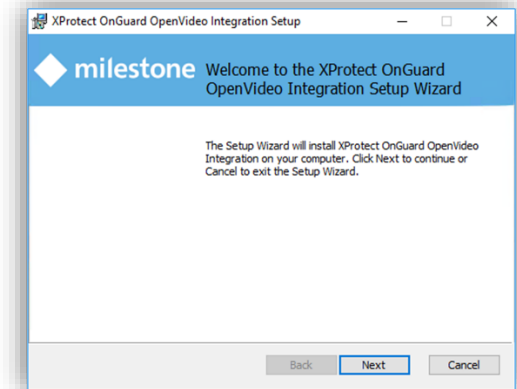 XProtect OnGuard OpenVideo Integration Setup
milestone
Welcome to the XProtect OnGuard
OpenVideo Integration Setup Wizard
The Setup Wizard will install XProtect OnGuard OpenVideo
Integration on your computer. Click Next to continue or
Cancel to exit the Setup Wizard.
Back
Next
Cancel